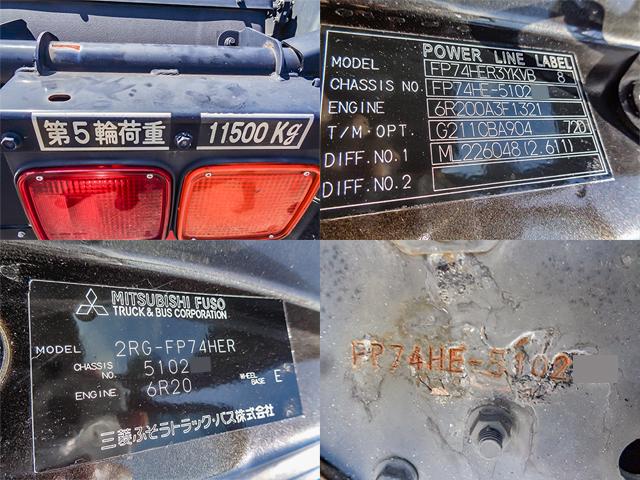 第5輪荷重 11500Kg
POWER LINE LABEL
MODEL FP74HER3YKVB 8
CHASSIS NO. FP74HE-5102
ENGINE 6R200A3F1321
T/M・OPT. G2110BA904 720
DIFF.NO.1 ML226048(2.611)
DIFF.NO.2
MITSUBISHI FUSO
TRUCK & BUS CORPORATION
MODEL 2RG-FP74HER
CHASSIS NO. 5102
ENGINE. 6R20 WHEEL BASE E
三菱ふそうトラック・バス株式会社
FP74HE-5102